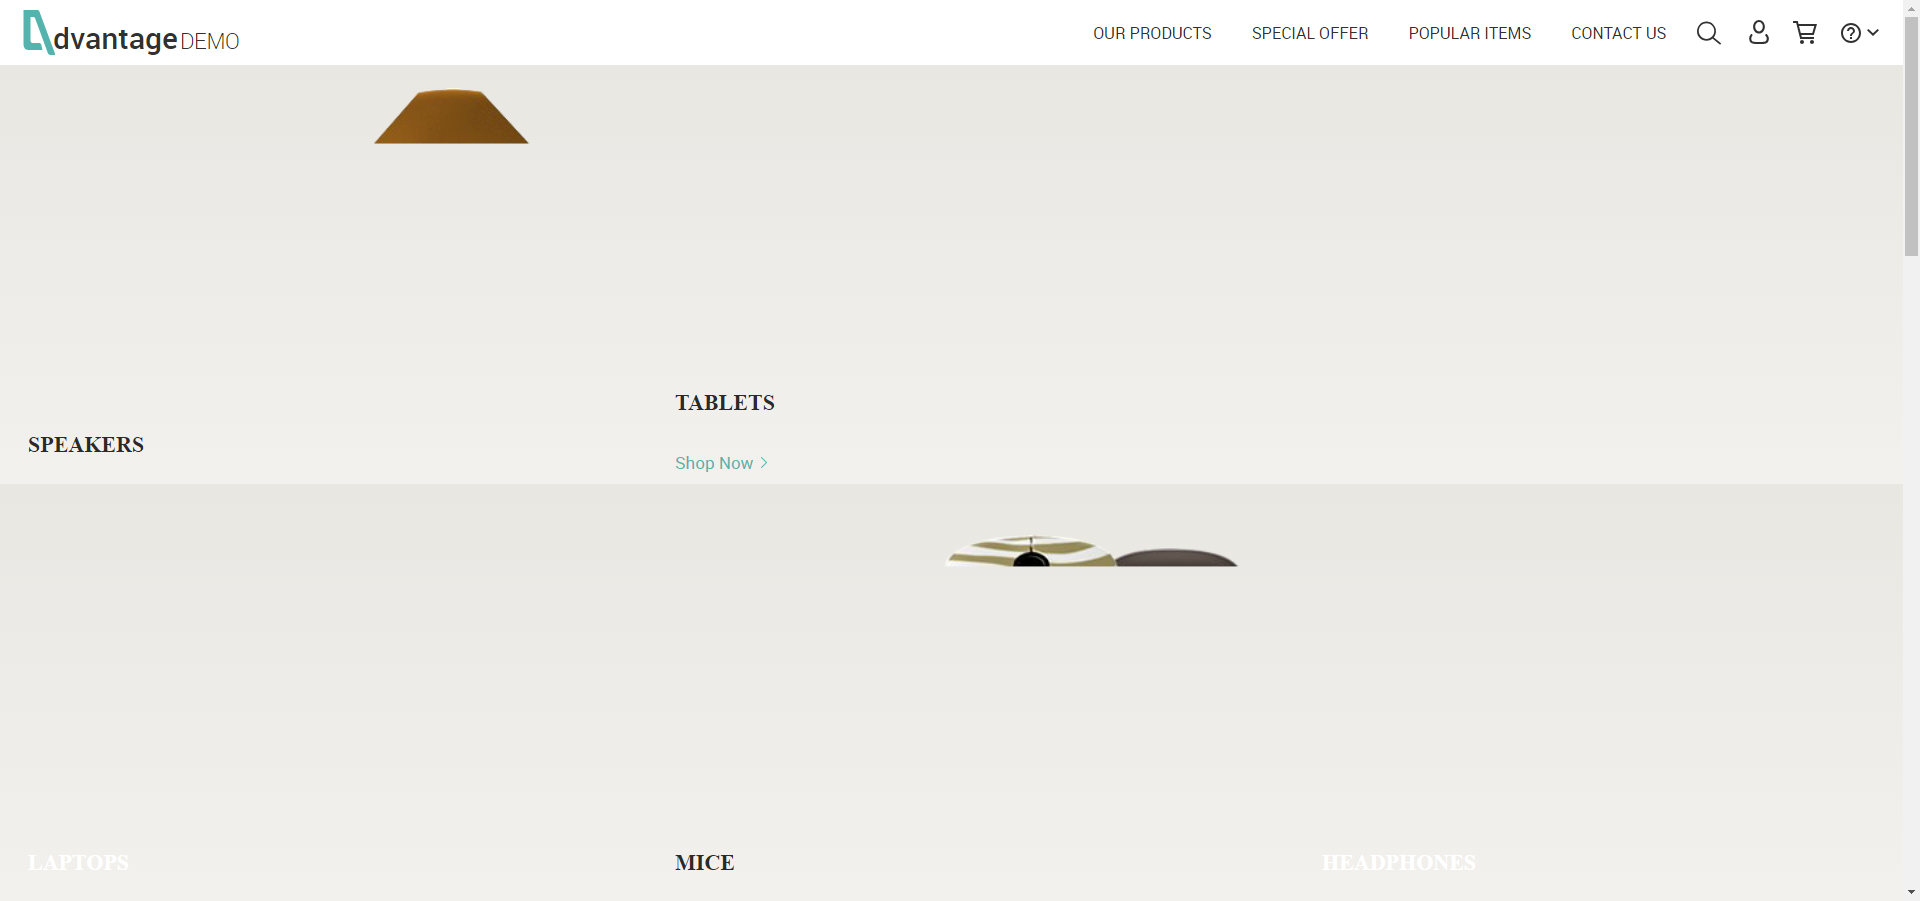 dvantage DEMO
OUR PRODUCTS
SPECIAL OFFER
POPULAR ITEMS
CONTACT US
TABLETS
SPEAKERS
Shop Now
LAPTOPS
MICE
HEADPHONES